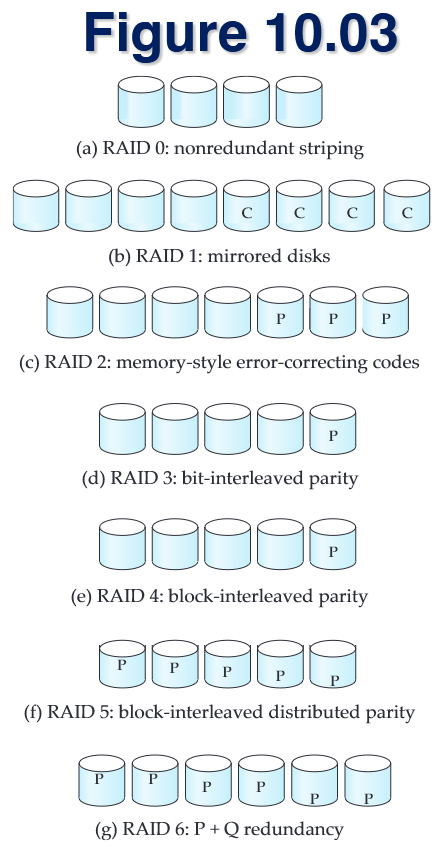 Figure 10.03
(a) RAID 0: nonredundant striping
C C C C
(b) RAID 1: mirrored disks
P P P
(c) RAID 2: memory-style error-correcting codes
P
(d) RAID 3: bit-interleaved parity
P
(e) RAID 4: block-interleaved parity
P P P P P
(f) RAID 5: block-interleaved distributed parity
P P P P P P
(g) RAID 6: P + Q redundancy